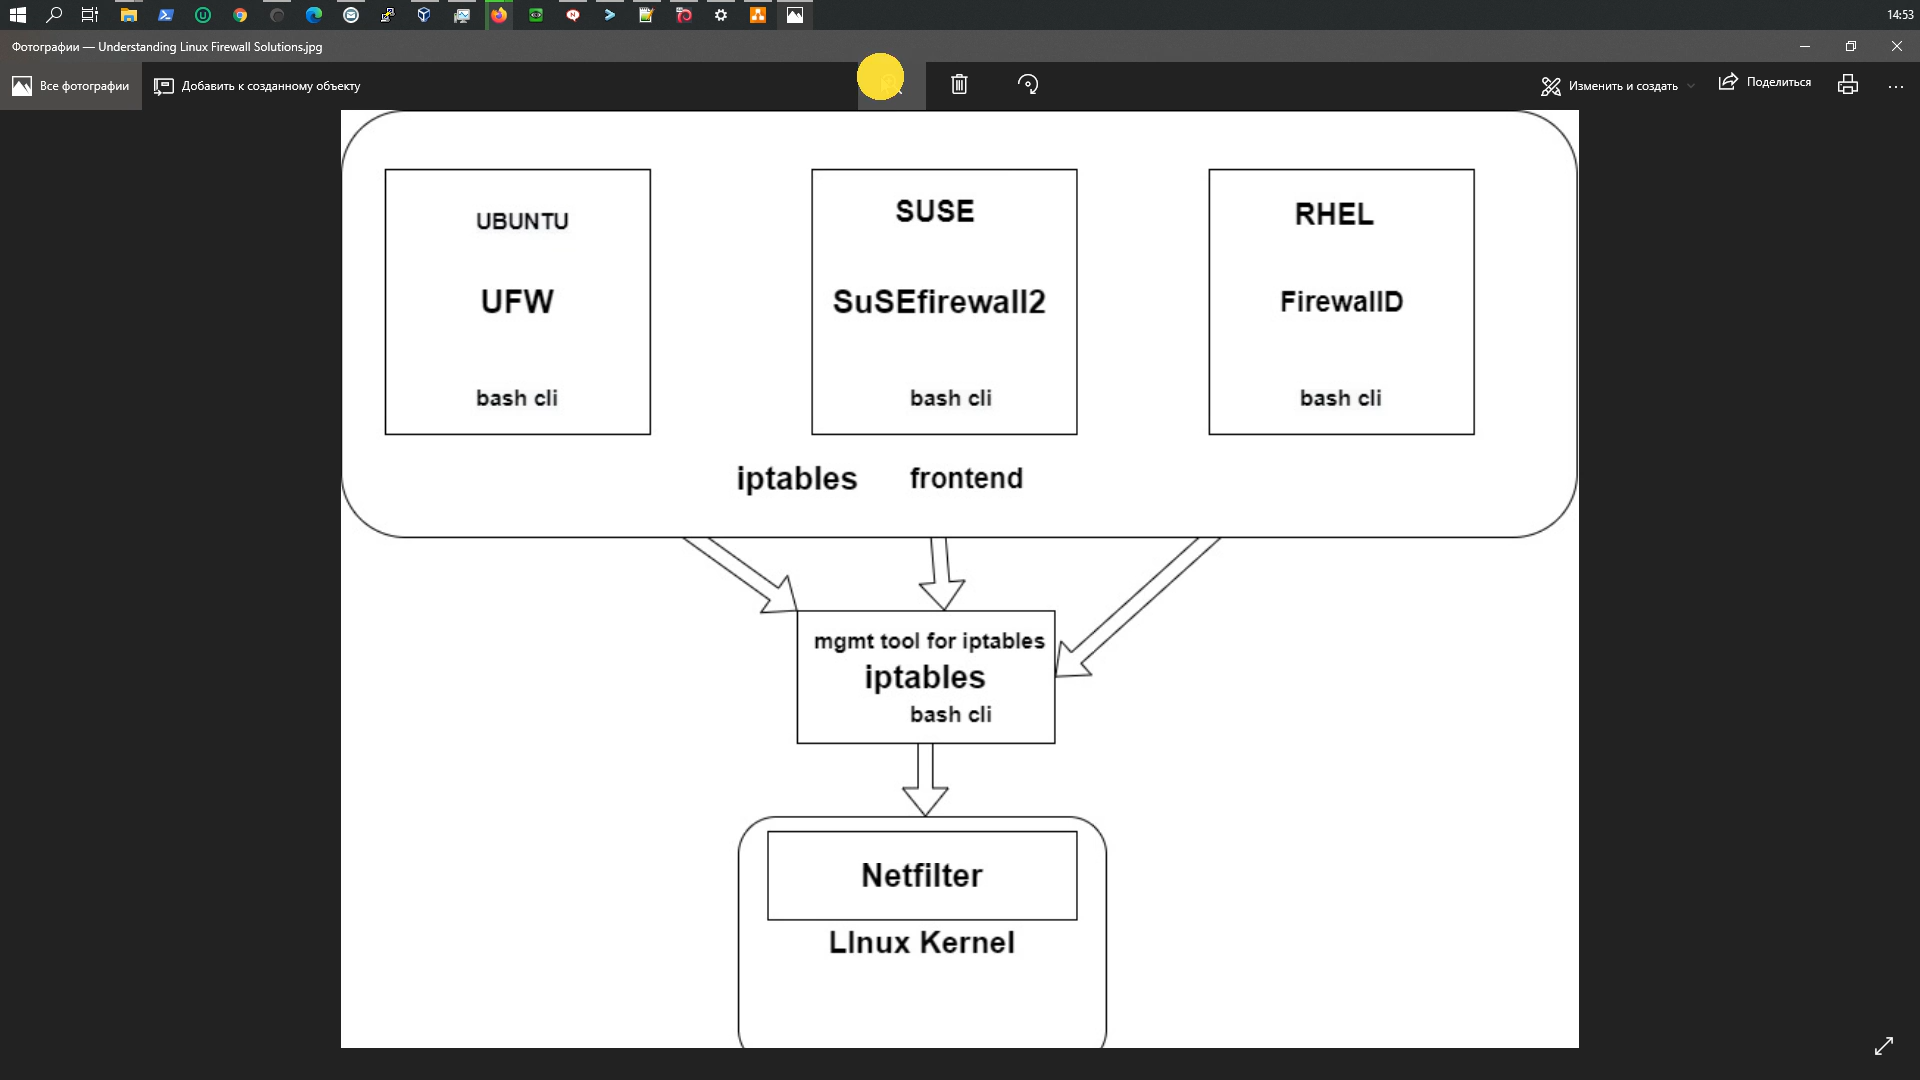 14:53
Фотографии — Understanding Linux Firewall Solutions.jpg
Все фотографии
Добавить к созданному объекту
Изменить и создать
Поделиться
UBUNTU
UFW
bash cli
SUSE
SuSEfirewall2
bash cli
RHEL
FirewallD
bash cli
iptables frontend
mgmt tool for iptables
iptables
bash cli
Netfilter
LInux Kernel